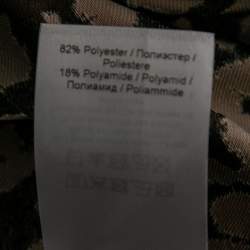 82% Polyester / Полиэстер /
Poliestere
18% Polyamide / Polyamid /
Полиамид / Poliammide